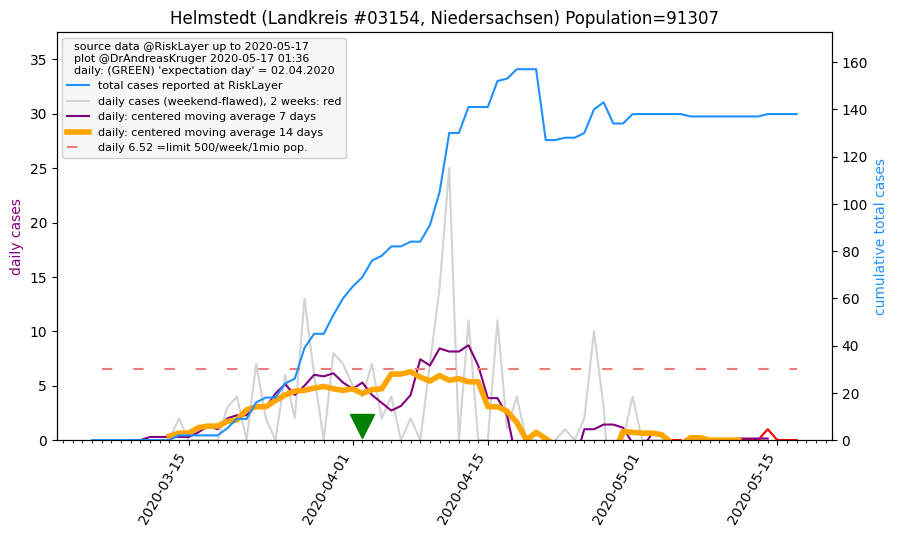 Helmstedt (Landkreis #03154, Niedersachsen) Population=91307
source data @RiskLayer up to 2020-05-17
plot @DrAndreasKruger 2020-05-17 01:36
daily: (GREEN) 'expectation day' = 02.04.2020
total cases reported at RiskLayer
daily cases (weekend-flawed), 2 weeks: red
daily: centered moving average 7 days
daily: centered moving average 14 days
daily 6.52 =limit 500/week/1mio pop.
daily cases
35
30
25
20
15
10
5
0
cumulative total cases
160
140
120
100
80
60
40
20
0
2020-03-15
2020-04-01
2020-04-15
2020-05-01
2020-05-15